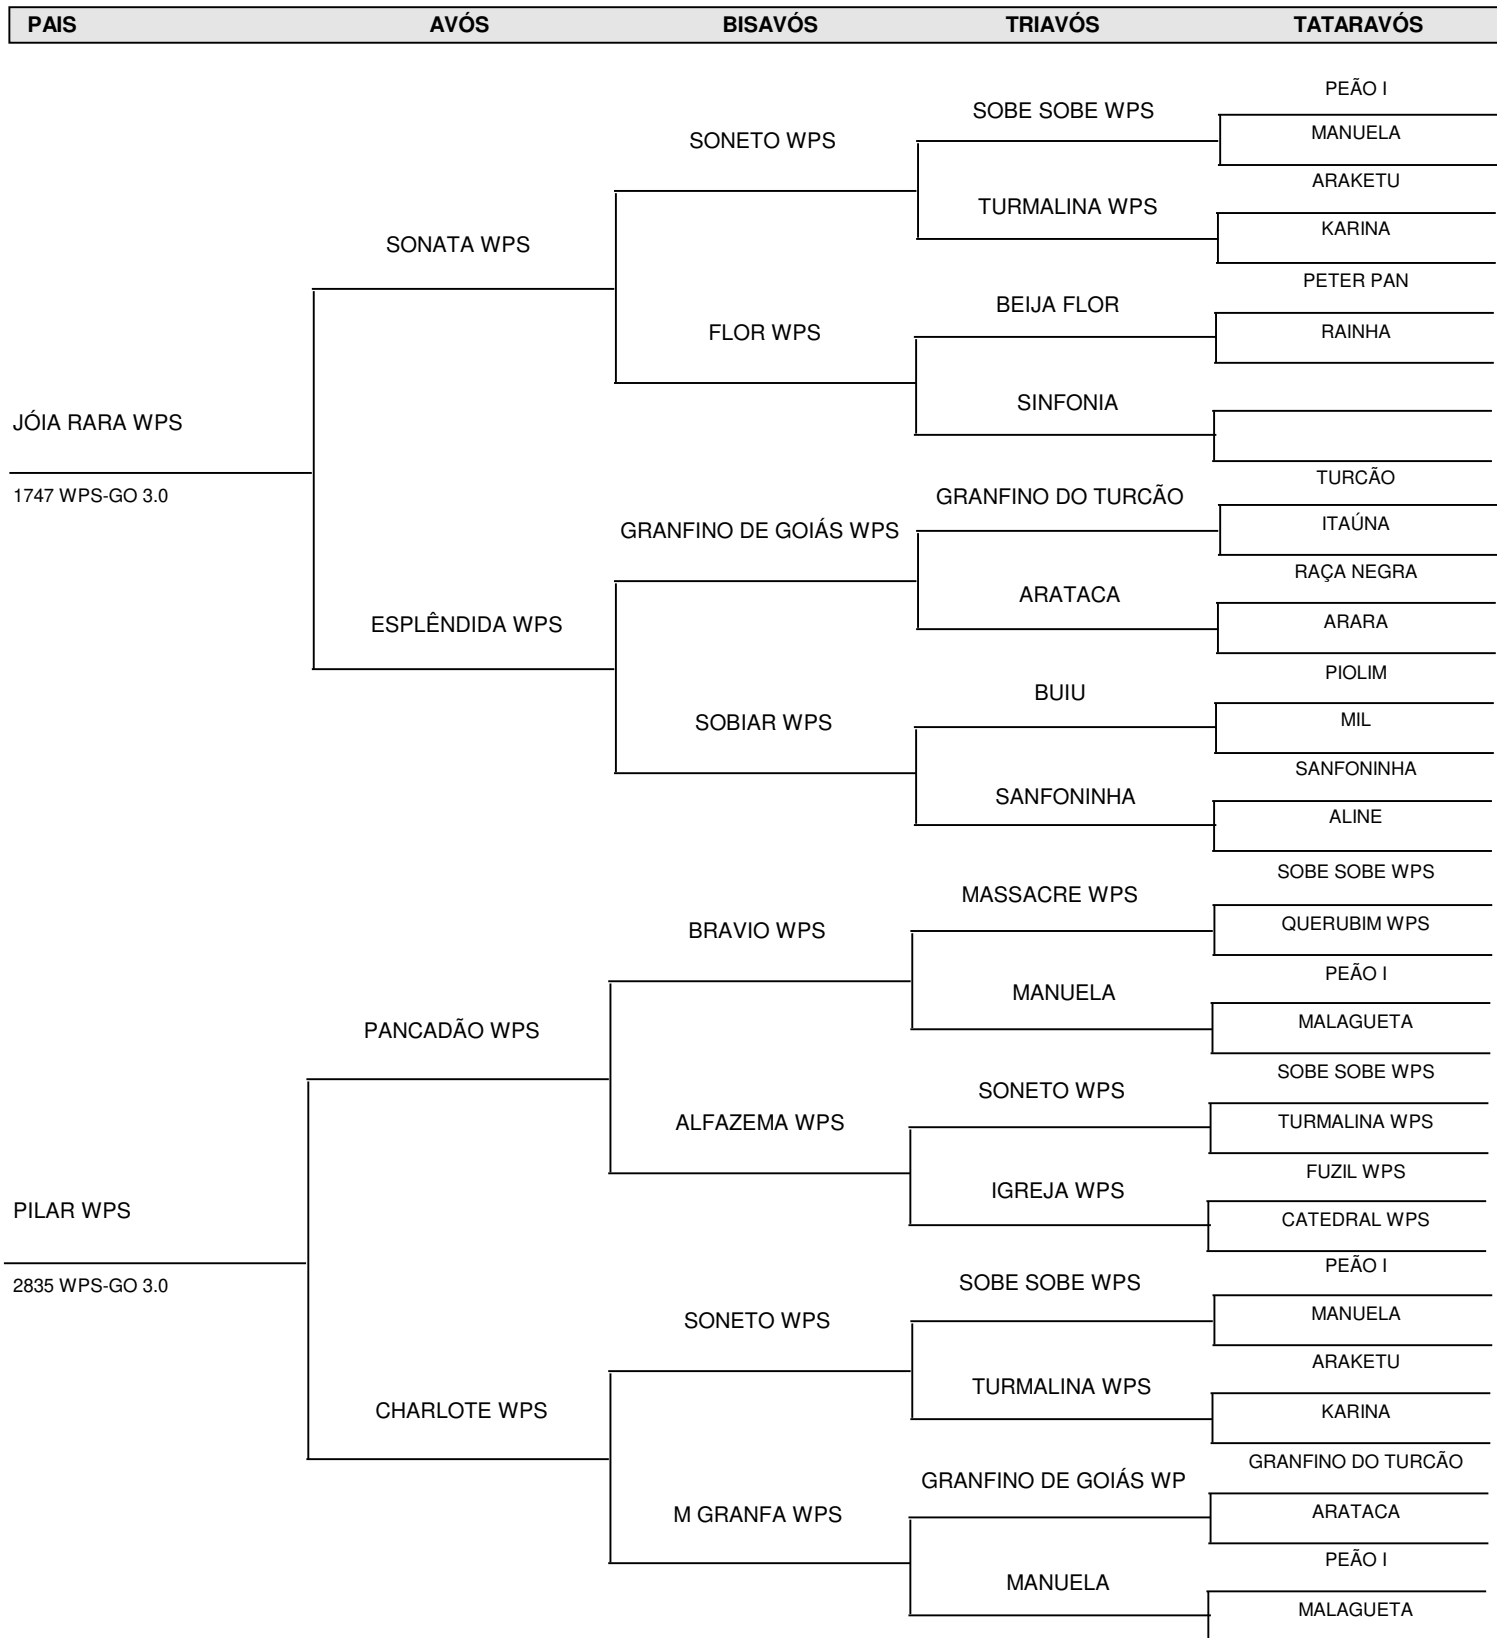 PAIS AVÓS BISAVÓS TRIAVÓS TATARAVÓS
PEÃO I
SOBE SOBE WPS
MANUELA
SONETO WPS
ARAKETU
TURMALINA WPS
KARINA
SONATA WPS
PETER PAN
BEIJA FLOR
FLOR WPS
RAINHA
SINFONIA
JÓIA RARA WPS
TURCÃO
1747 WPS-GO 3.0
GRANFINO DO TURCÃO
ITAÚNA
GRANFINO DE GOIÁS WPS
RAÇA NEGRA
ARATACA
ARARA
ESPLÊNDIDA WPS
PIOLIM
BUIU
MIL
SOBIAR WPS
SANFONINHA
SANFONINHA
ALINE
SOBE SOBE WPS
MASSACRE WPS
QUERUBIM WPS
BRAVIO WPS
PEÃO I
MANUELA
MALAGUETA
PANCADÃO WPS
SOBE SOBE WPS
SONETO WPS
TURMALINA WPS
ALFAZEMA WPS
FUZIL WPS
IGREJA WPS
PILAR WPS
CATEDRAL WPS
PEÃO I
2835 WPS-GO 3.0
SOBE SOBE WPS
MANUELA
SONETO WPS
ARAKETU
TURMALINA WPS
CHARLOTE WPS
KARINA
GRANFINO DO TURCÃO
GRANFINO DE GOIÁS WP
ARATACA
M GRANFA WPS
PEÃO I
MANUELA
MALAGUETA